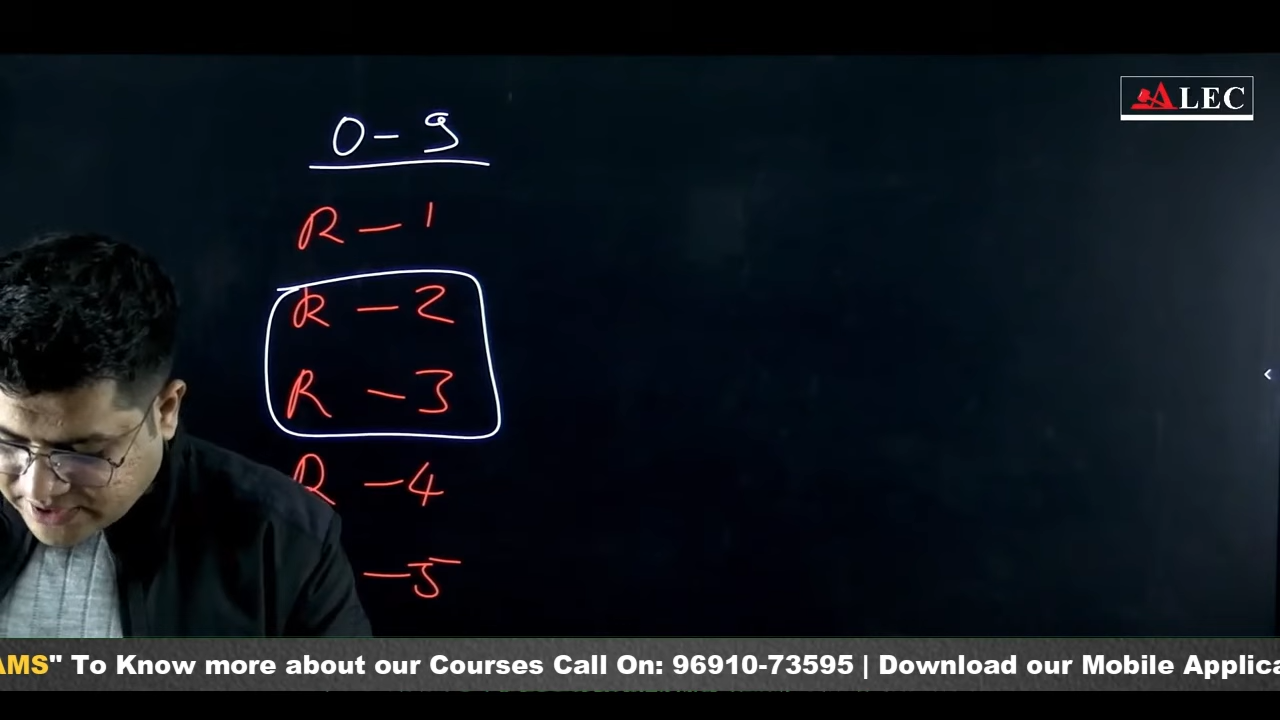 ALEC
O-9
R-1
R-2
R-3
R-4
-5
AMS" To Know more about our Courses Call On: 96910-73595 | Download our Mobile Applica